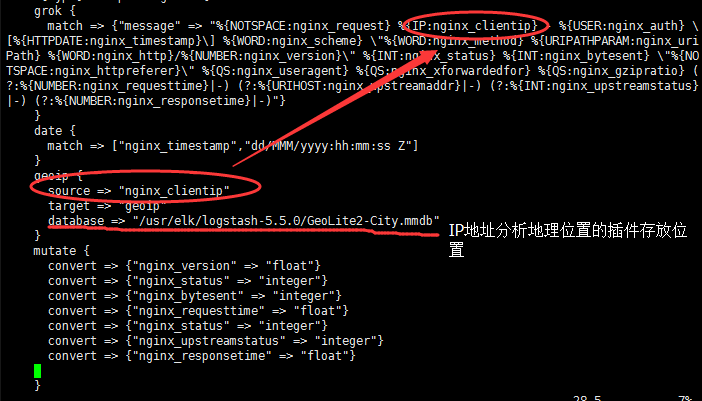 grok {
match => {"message" => "%{NOTSPACE:nginx_request} %{IP:nginx_clientip} - %{USER:nginx_auth} \
[%{HTTPDATE:nginx_timestamp}\] %{WORD:nginx_scheme} \"%{WORD:nginx_method} %{URIPATHPARAM:nginx_uri
Path} %{WORD:nginx_http}/%{NUMBER:nginx_version}\" %{INT:nginx_status} %{INT:nginx_bytesent} \"%{NO
TSPACE:nginx_httpreferer}\" %{QS:nginx_useragent} %{QS:nginx_xforwardedfor} %{QS:nginx_gzipratio} (
?:%{NUMBER:nginx_requesttime}|-) (?:%{URIHOST:nginx_upstreamaddr}|-) (?:%{INT:nginx_upstreamstatus}
|-) (?:%{NUMBER:nginx_responsetime}|-)"}
}
date {
match => ["nginx_timestamp","dd/MMM/yyyy:hh:mm:ss Z"]
}
geoip {
source => "nginx_clientip"
target => "geoip"
database => "/usr/elk/logstash-5.5.0/GeoLite2-City.mmdb"
}
IP地址分析地理位置的插件存放位
置
mutate {
convert => {"nginx_version" => "float"}
convert => {"nginx_status" => "integer"}
convert => {"nginx_bytesent" => "integer"}
convert => {"nginx_requesttime" => "float"}
convert => {"nginx_status" => "integer"}
convert => {"nginx_upstreamstatus" => "integer"}
convert => {"nginx_responsetime" => "float"}
}
28,5 7%